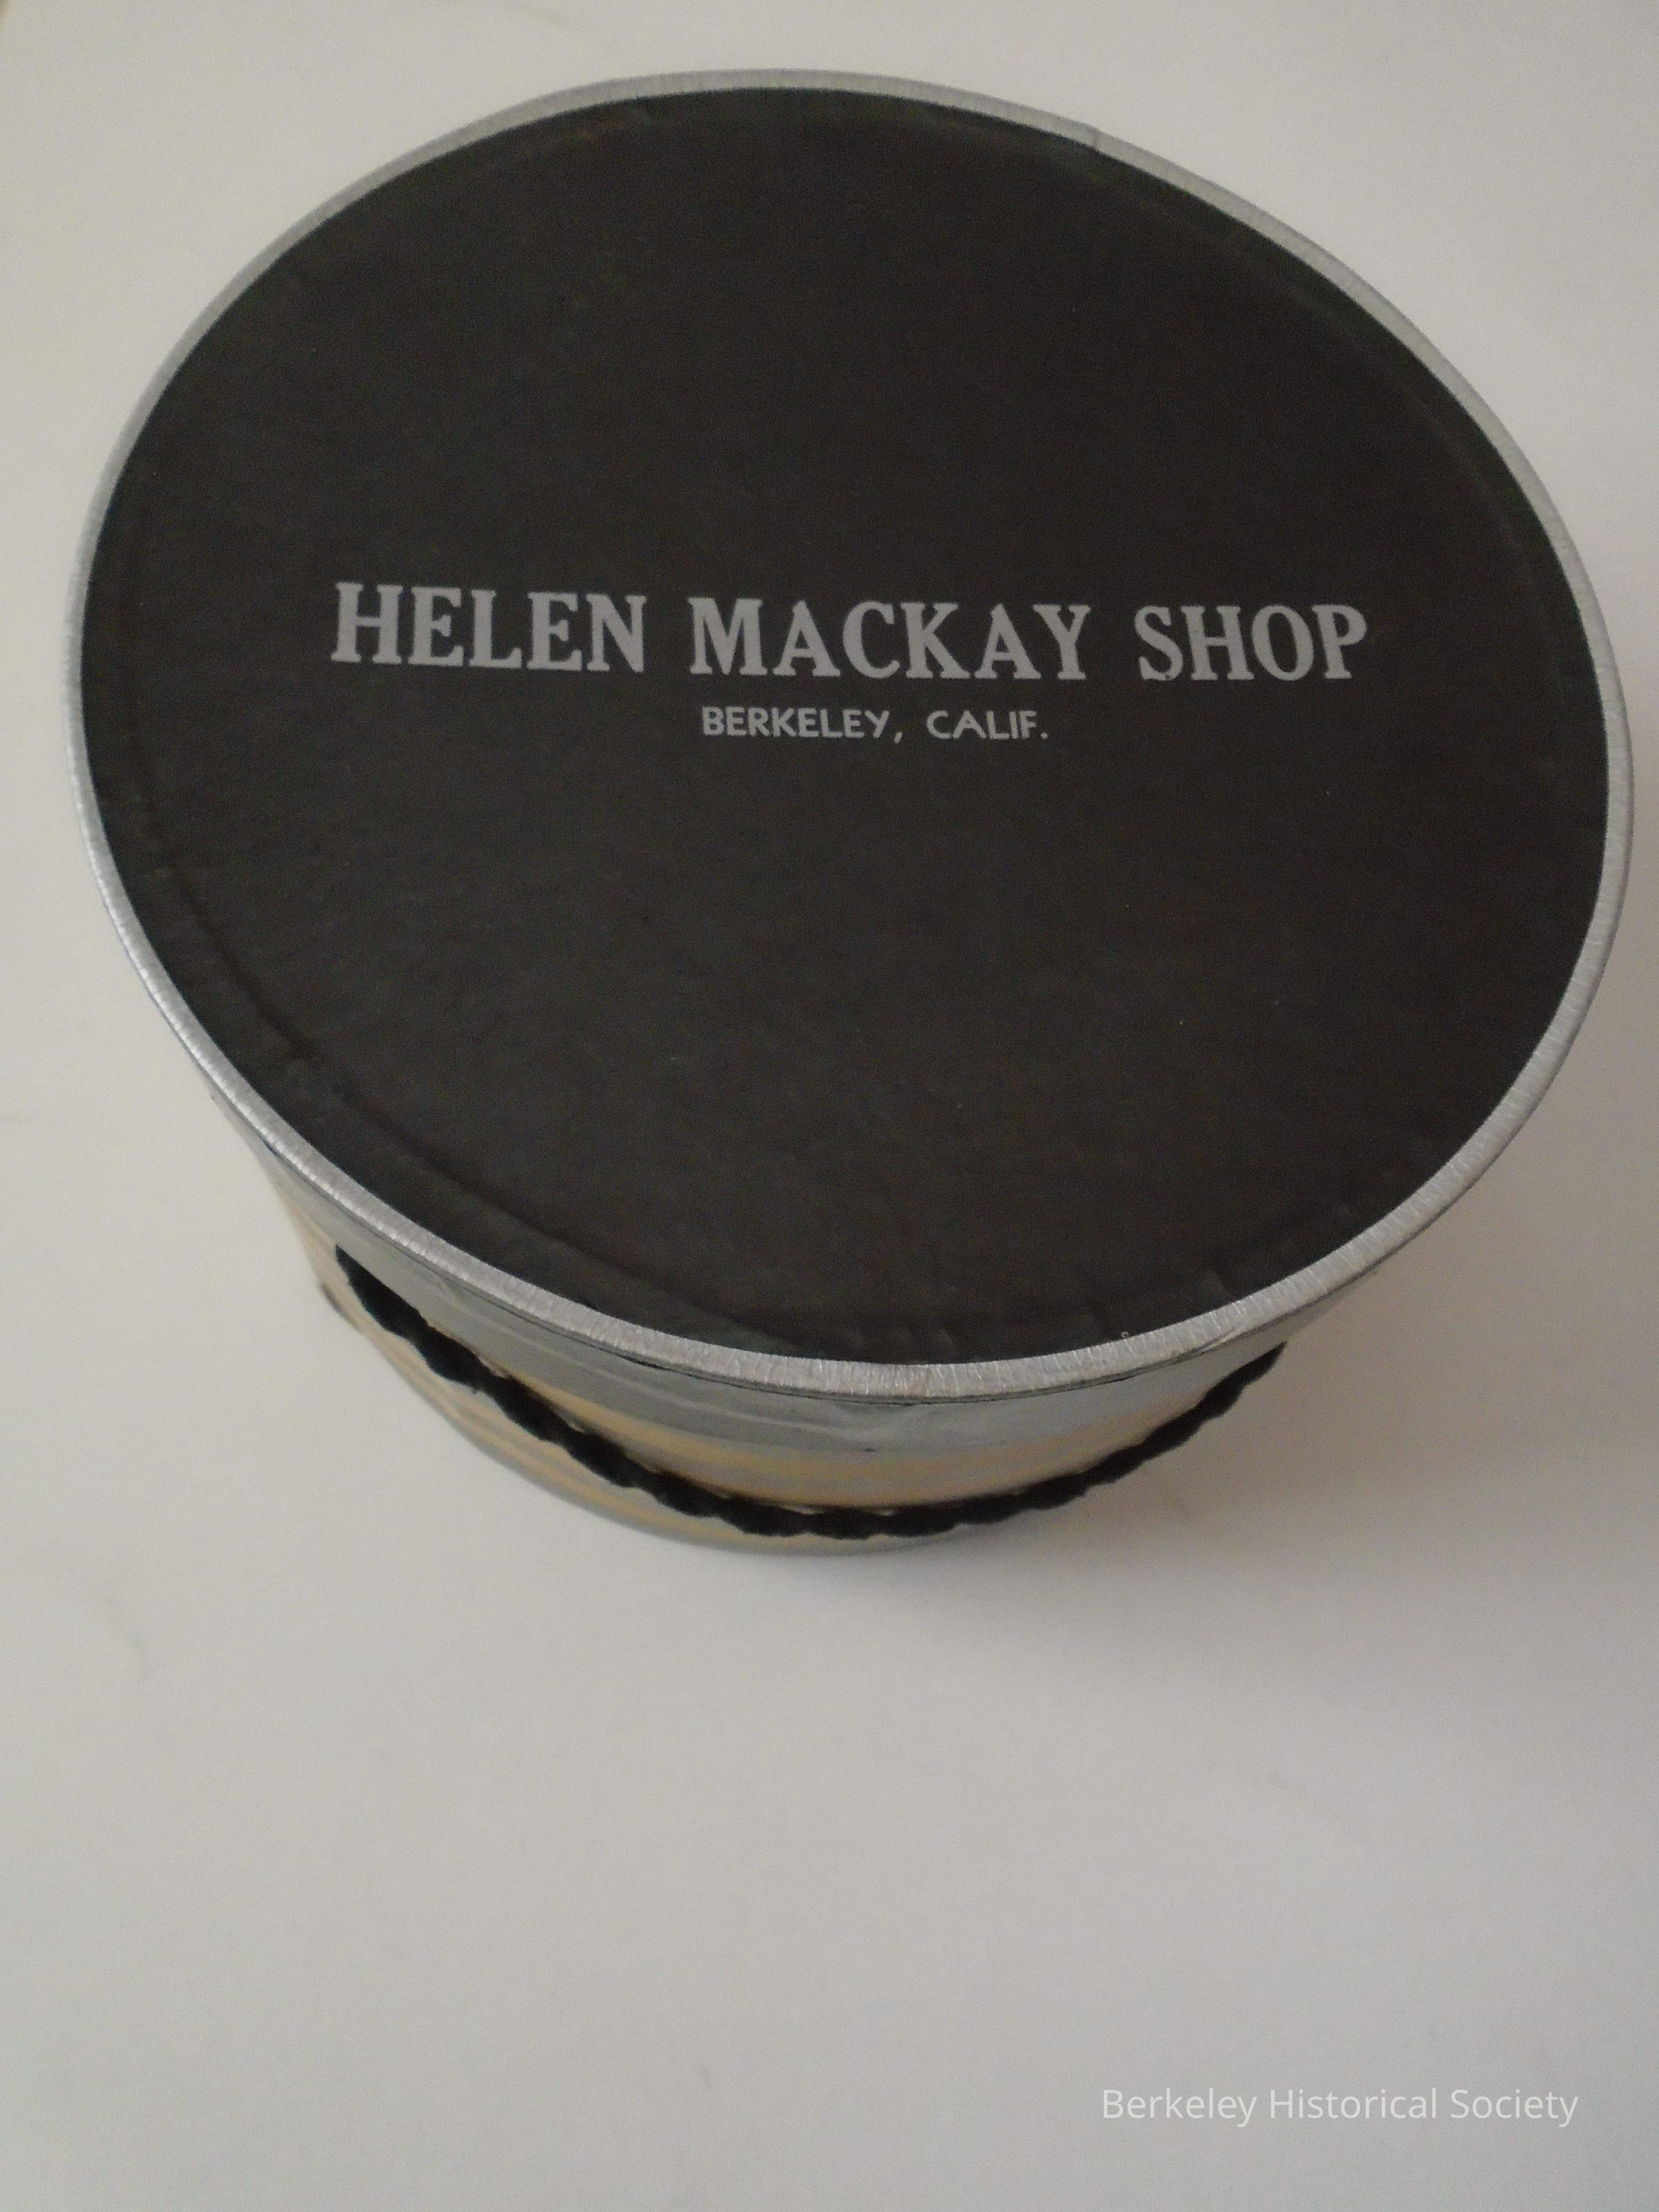 HELEN MACKAY SHOP
BERKELEY, CALIF.
Berkeley Historical Society